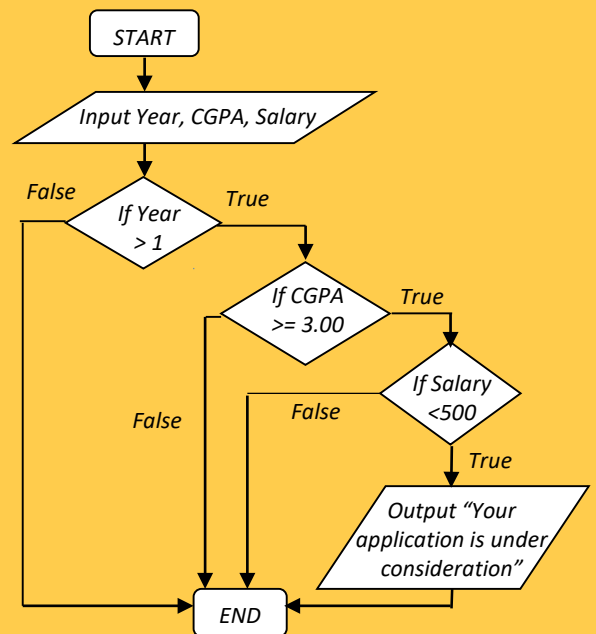 START
Input Year, CGPA, Salary
False
True
If Year
> 1
If CGPA
>= 3.00
True
If Salary
<500
False
False
True
Output “Your
application is under
consideration”
END